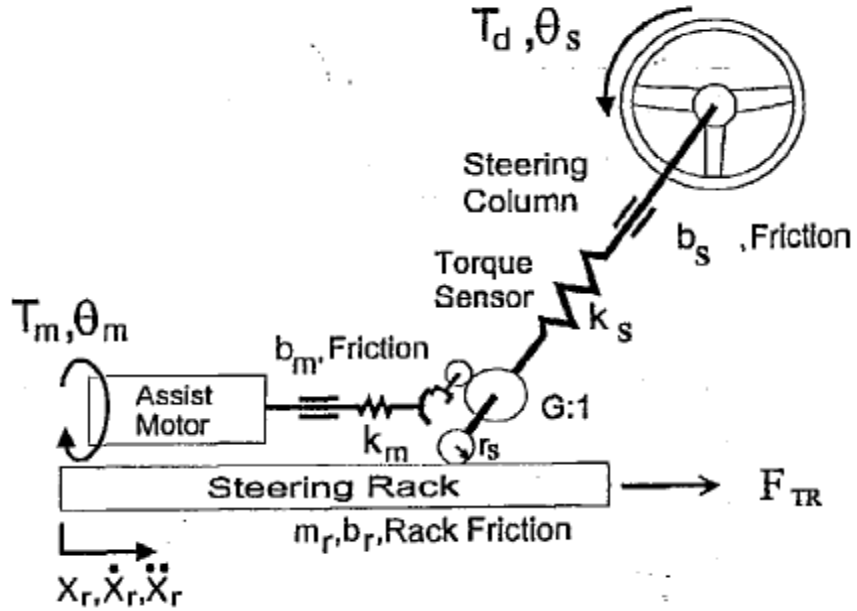 T_d ,θ_s
Steering
Column
b_s , Friction
Torque
Sensor
k_s
T_m,θ_m
b_m, Friction
Assist
Motor
k_m
G:1
r_s
Steering Rack
F_TR
m_r,b_r,Rack Friction
x_r,ẋ_r,ẍ_r